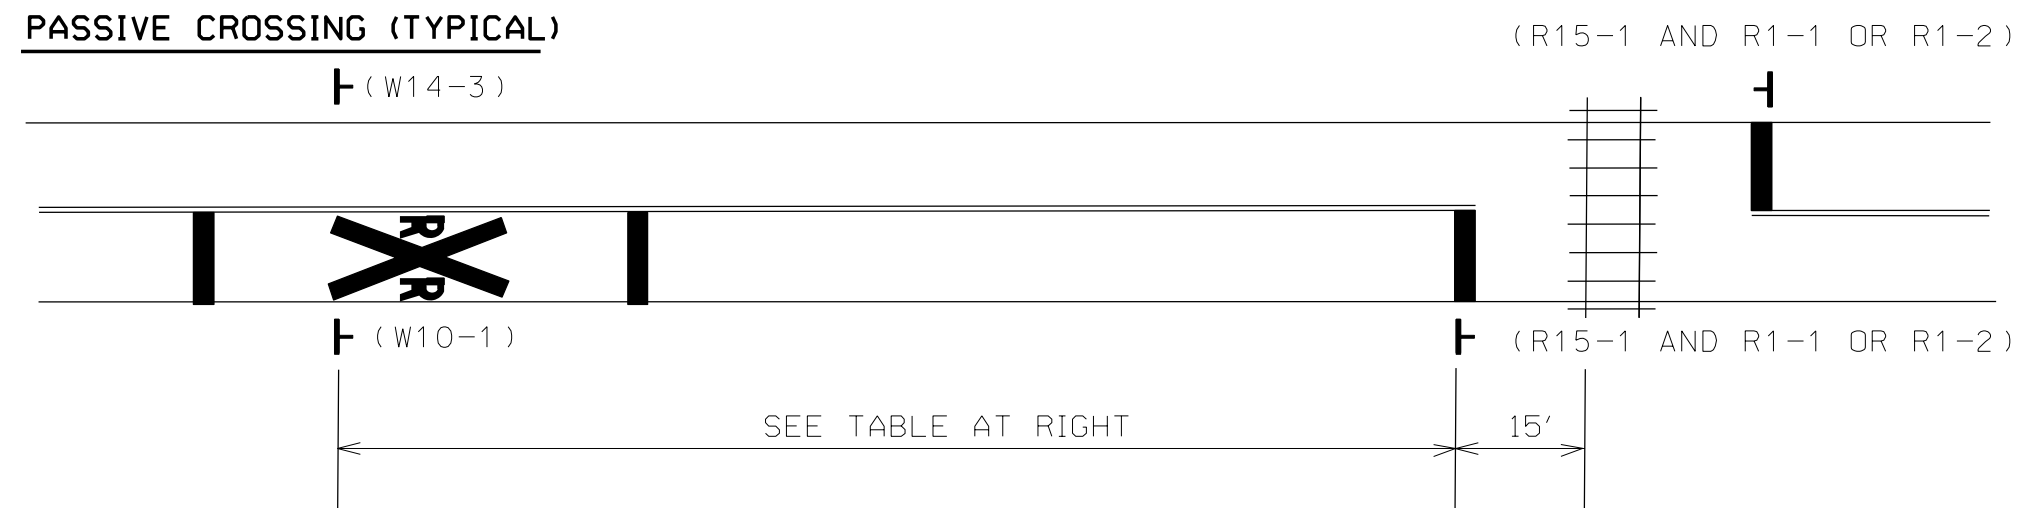 PASSIVE CROSSING (TYPICAL)
(R15-1 AND R1-1 OR R1-2)
(W14-3)
R
R
(W10-1)
(R15-1 AND R1-1 OR R1-2)
SEE TABLE AT RIGHT
15'